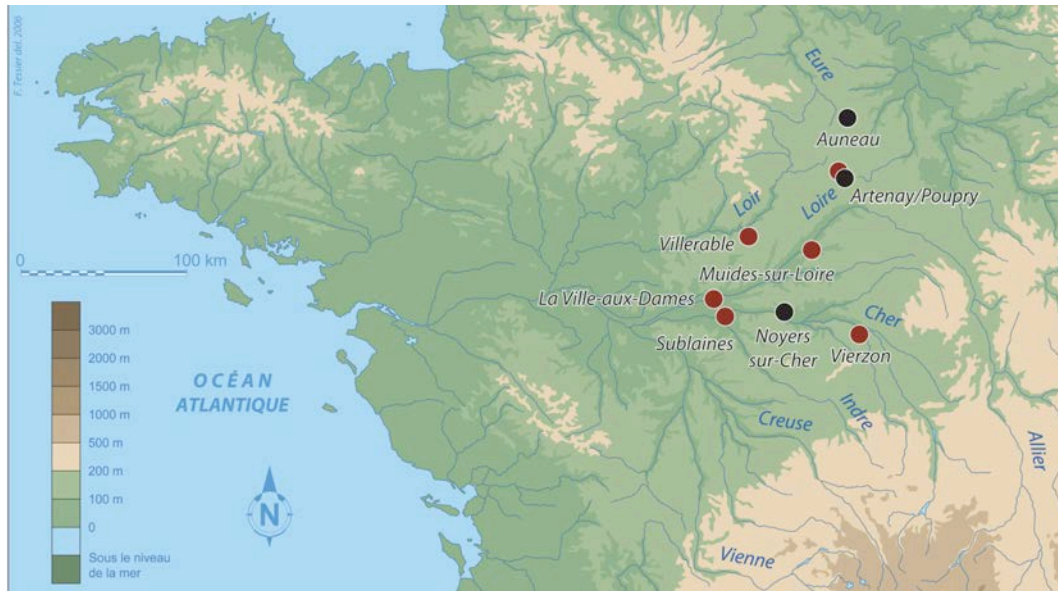 F. Tessier del. 2006
Eure
Auneau
Loir
Loire
Artenay/Poupry
Villerable
Muides-sur-Loire
0 100 km
La Ville-aux-Dames
Cher
Sublaines
Noyers
sur-Cher
Vierzon
3000 m
2000 m
1500 m
1000 m
500 m
200 m
100 m
0
Sous le niveau
de la mer
OCÉAN
ATLANTIQUE
N
Creuse
Indre
Allier
Vienne